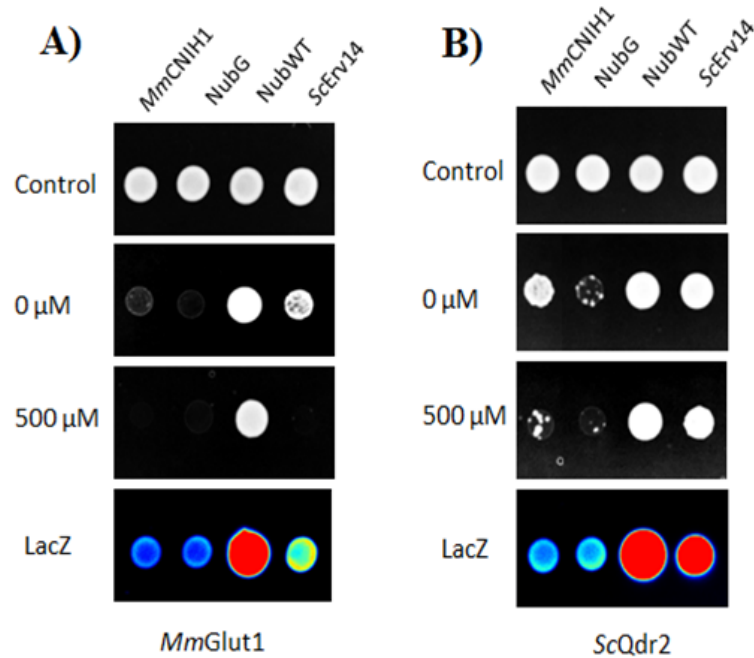 A)
MmCNIH1
NubG
NubWT
ScErv14
Control
0 μM
500 μM
LacZ
MmGlut1
B)
MmCNIH1
NubG
NubWT
ScErv14
Control
0 μM
500 μM
LacZ
ScQdr2